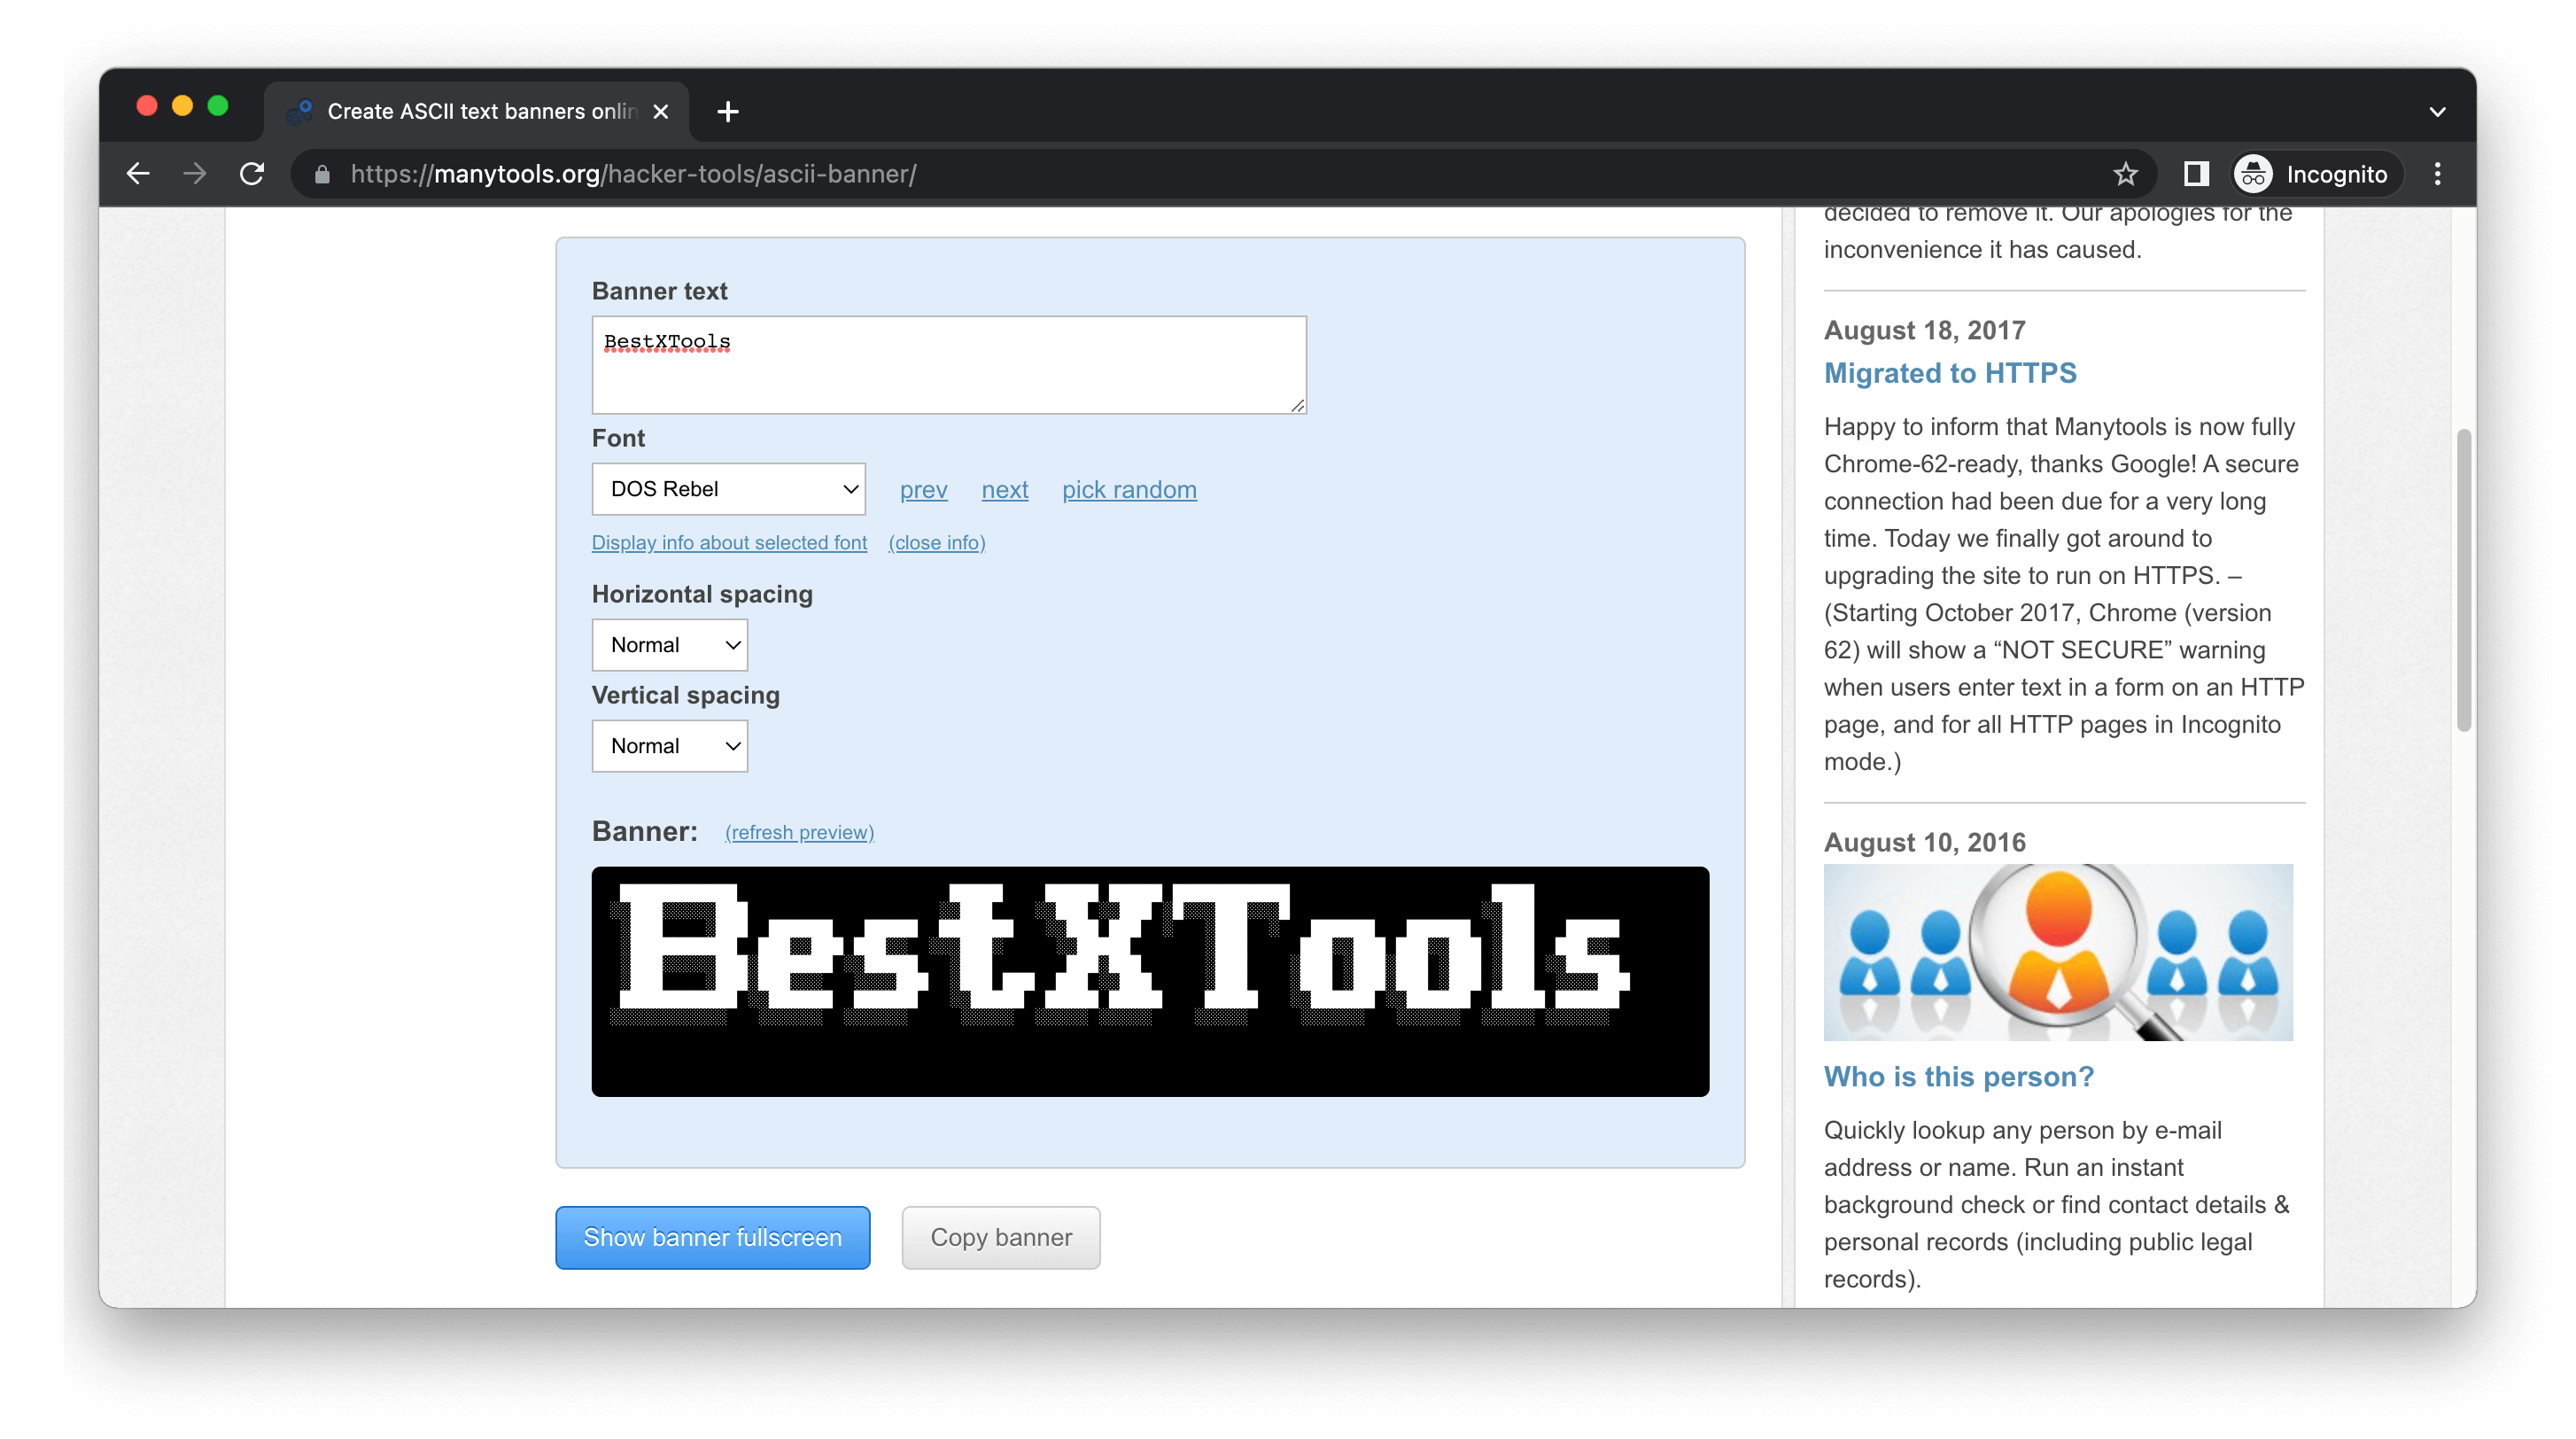 Create ASCII text banners onlin
https://manytools.org/hacker-tools/ascii-banner/
Incognito
Banner text
BestXTools
Font
DOS Rebel
prev next pick random
Display info about selected font (close info)
Horizontal spacing
Normal
Vertical spacing
Normal
Banner: (refresh preview)
BestXTools
Show banner fullscreen
Copy banner
decided to remove it. Our apologies for the
inconvenience it has caused.
August 18, 2017
Migrated to HTTPS
Happy to inform that Manytools is now fully
Chrome-62-ready, thanks Google! A secure
connection had been due for a very long
time. Today we finally got around to
upgrading the site to run on HTTPS. –
(Starting October 2017, Chrome (version
62) will show a “NOT SECURE” warning
when users enter text in a form on an HTTP
page, and for all HTTP pages in Incognito
mode.)
August 10, 2016
Who is this person?
Quickly lookup any person by e-mail
address or name. Run an instant
background check or find contact details &
personal records (including public legal
records).